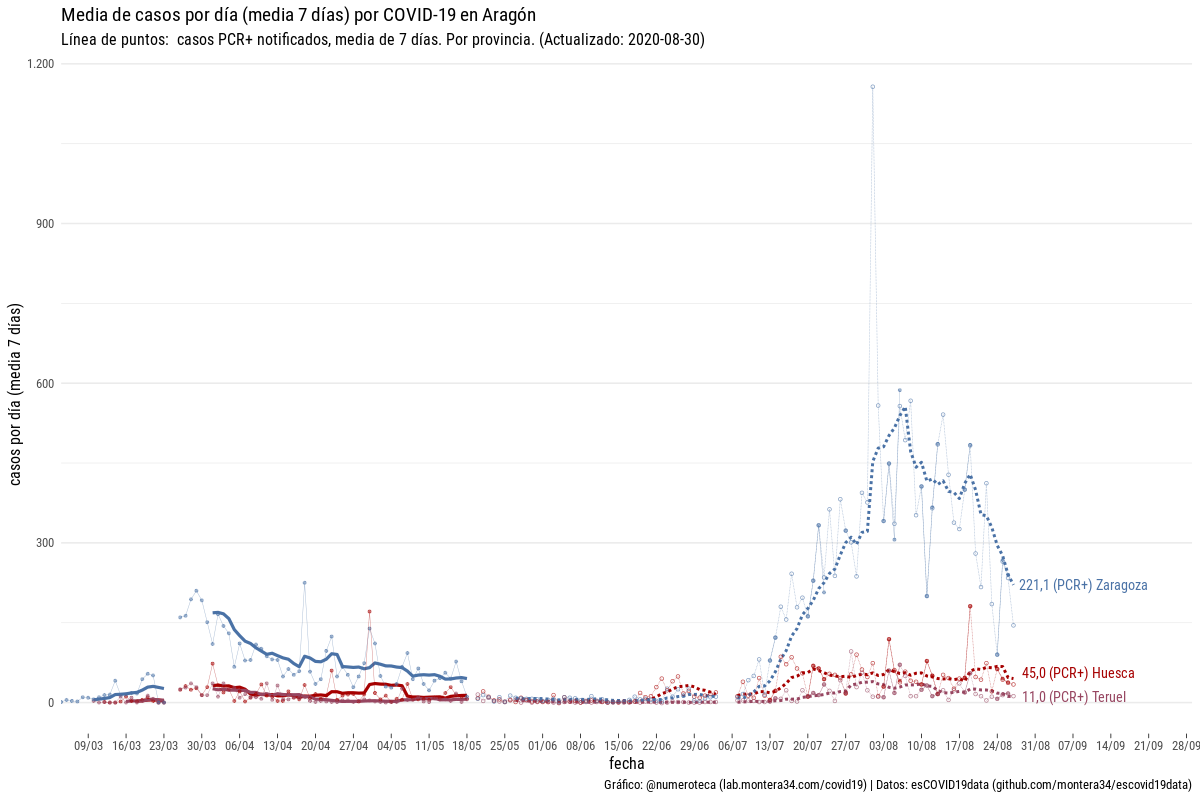 Media de casos por día (media 7 días) por COVID-19 en Aragón
Línea de puntos:  casos PCR+ notificados, media de 7 días. Por provincia. (Actualizado: 2020-08-30)
casos por día (media 7 días)
1.200
900
600
300
0
221,1 (PCR+) Zaragoza
45,0 (PCR+) Huesca
11,0 (PCR+) Teruel
09/03 16/03 23/03 30/03 06/04 13/04 20/04 27/04 04/05 11/05 18/05 25/05 01/06 08/06 15/06 22/06 29/06 06/07 13/07 20/07 27/07 03/08 10/08 17/08 24/08 31/08 07/09 14/09 21/09 28/09
fecha
Gráfico: @numeroteca (lab.montera34.com/covid19) | Datos: esCOVID19data (github.com/montera34/escovid19data)